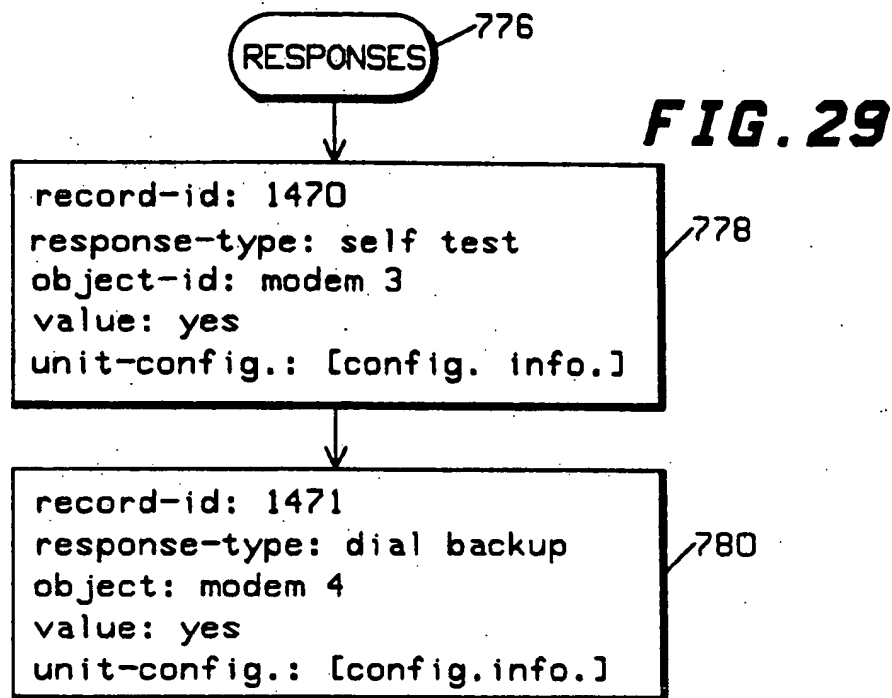 776
RESPONSES
FIG. 29
record-id: 1470
response-type: self test
object-id: modem 3
value: yes
unit-config.: [config. info.]
778
record-id: 1471
response-type: dial backup
object: modem 4
value: yes
unit-config.: [config.info.]
780